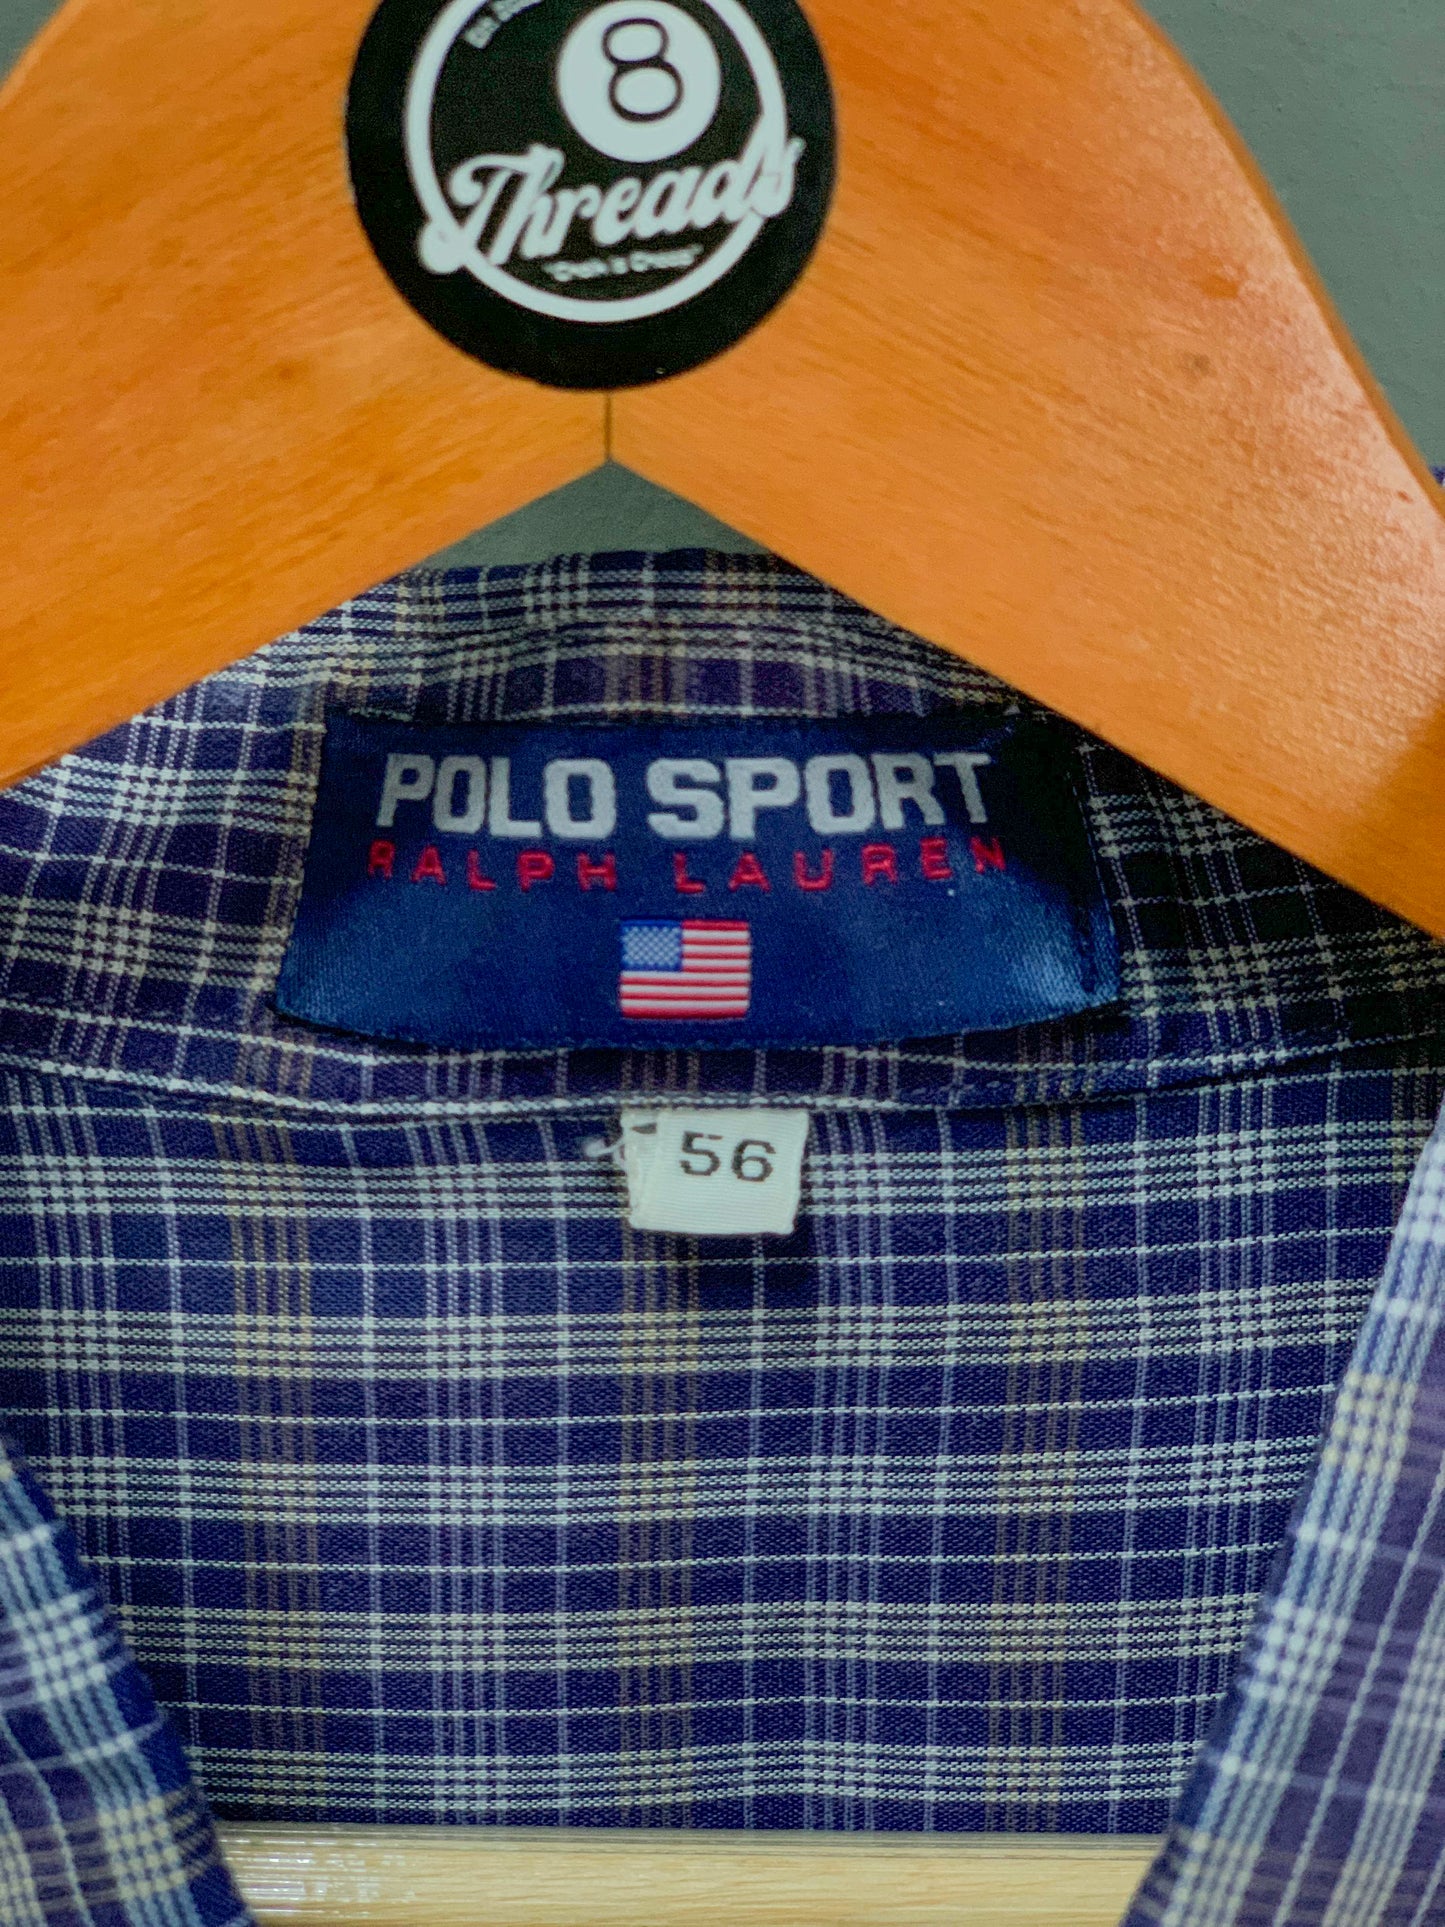 8
Threads
POLO SPORT
RALPH LAUREN
56